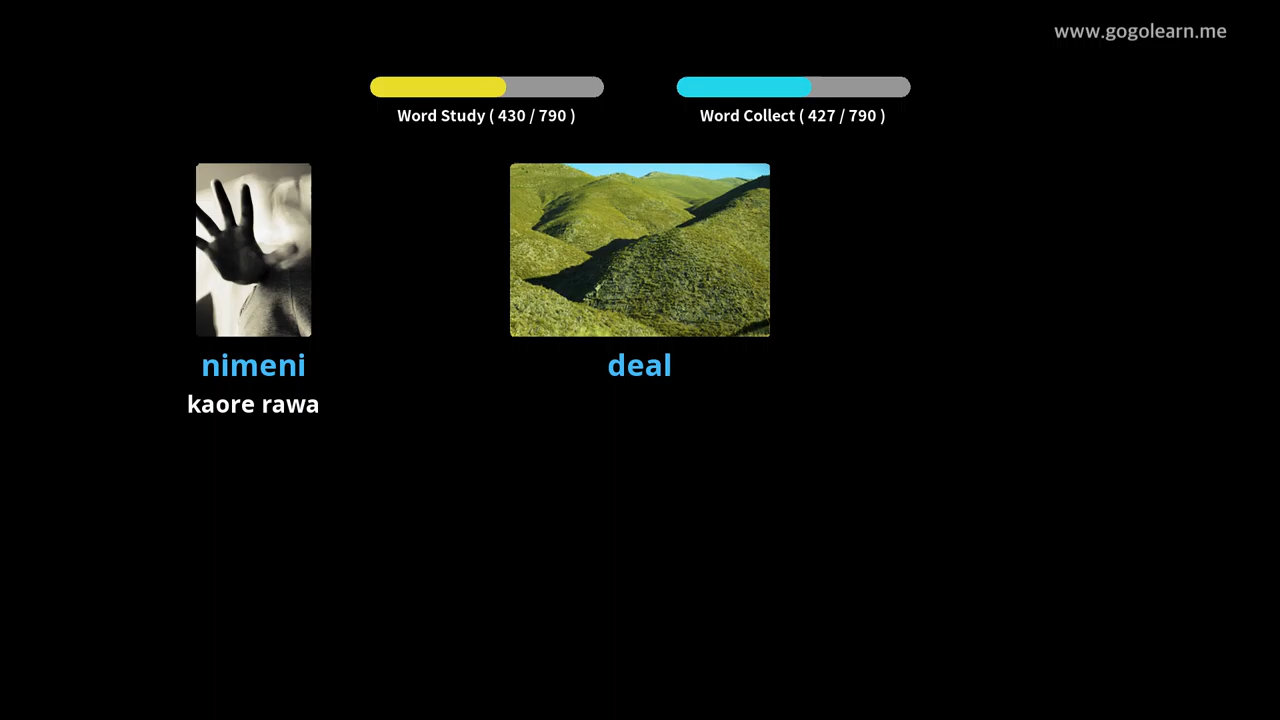 www.gogolearn.me
Word Study ( 430 / 790 )
Word Collect ( 427 / 790 )
nimeni
kaore rawa
deal